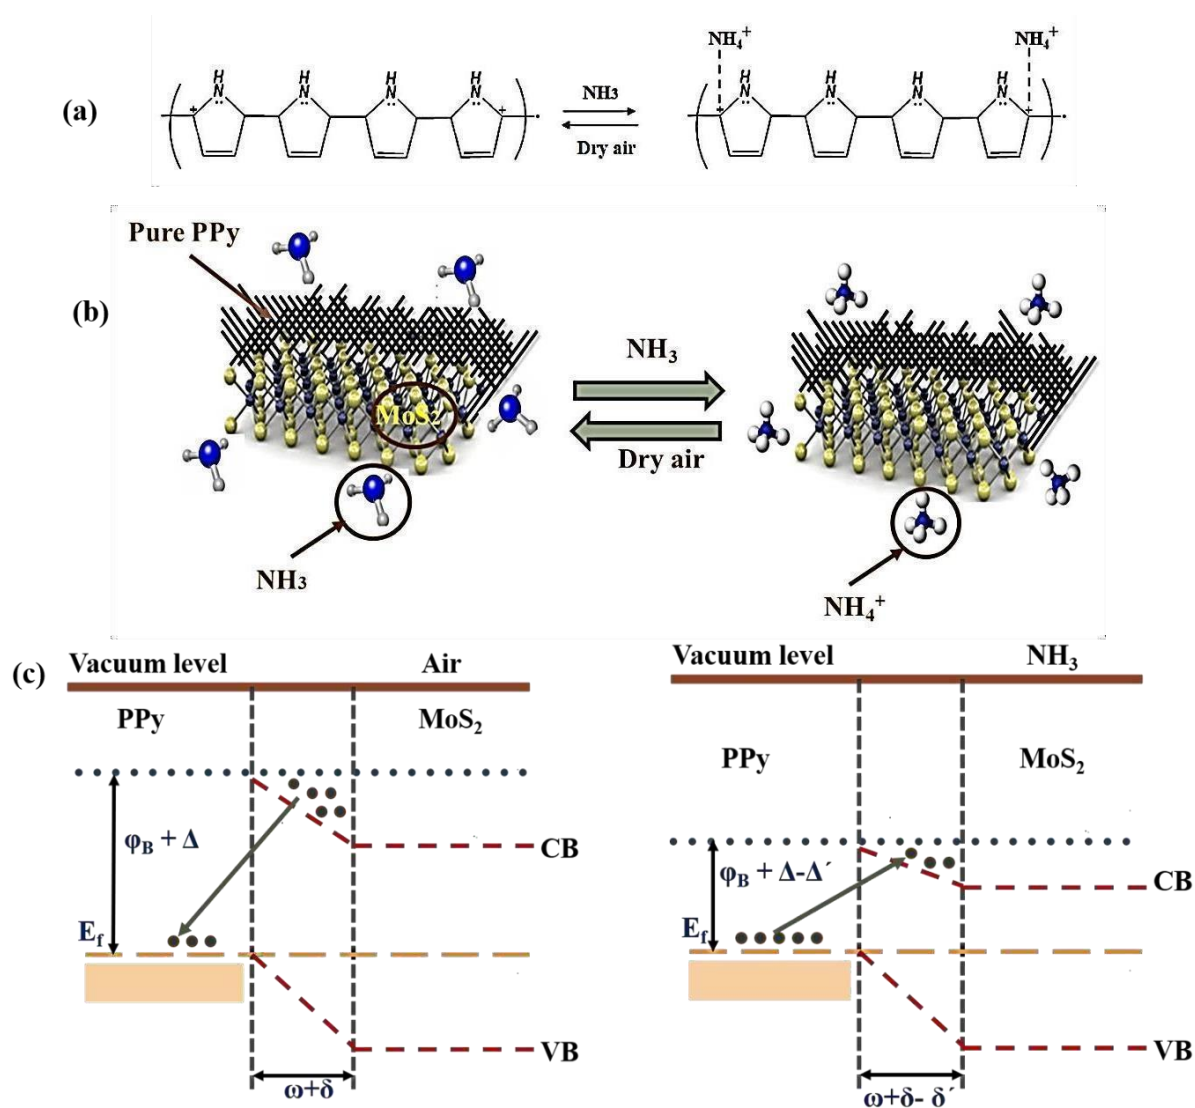 (a)
H
N
H
N
H
N
H
N
+
+
NH3
Dry air
NH₄⁺
NH₄⁺
H
N
H
N
H
N
H
N
+
+
(b)
Pure PPy
MoS₂
NH3
NH₃
Dry air
NH₄⁺
(c)
Vacuum level
Air
PPy
MoS₂
φB + Δ
Ef
CB
VB
ω+δ
Vacuum level
NH₃
PPy
MoS₂
φB + Δ-Δ´
Ef
CB
VB
ω+δ- δ´